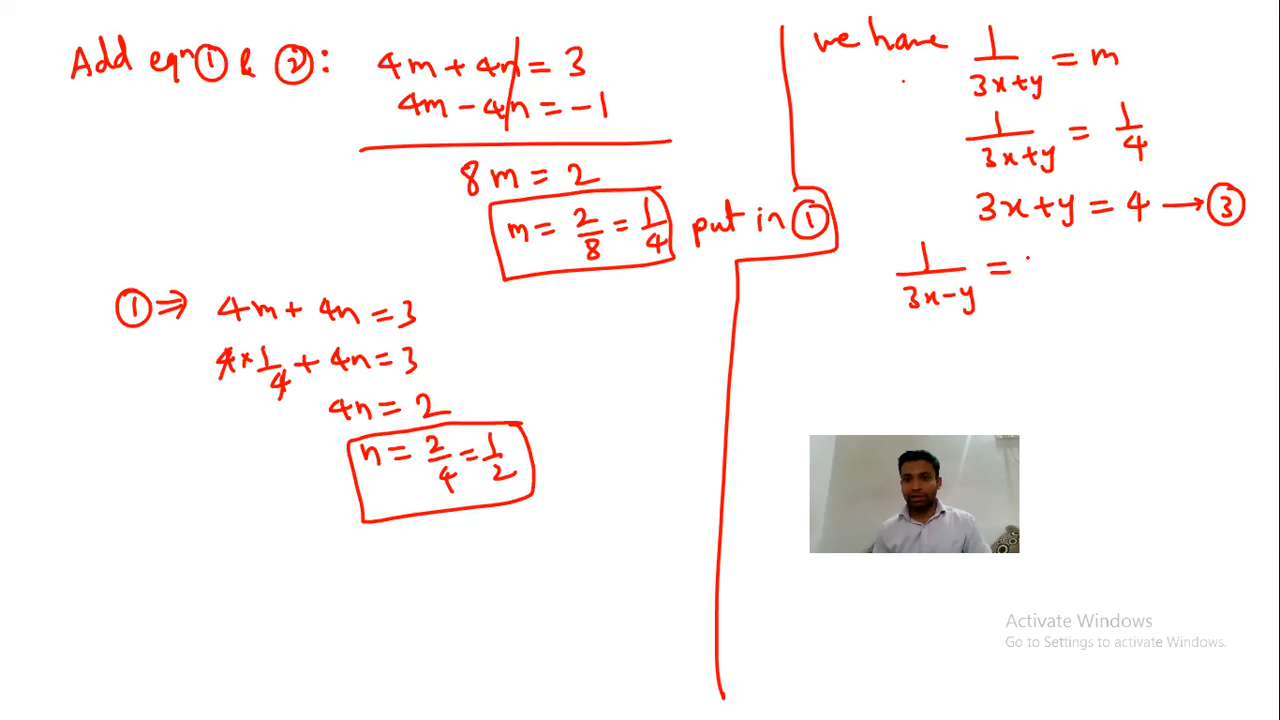 Add eqn ① & ②:
4m + 4n = 3
4m - 4n = -1
8m = 2
m = 2/8 = 1/4 put in ①
① ⇒ 4m + 4n = 3
4 × 1/4 + 4n = 3
4n = 2
n = 2/4 = 1/2
we have 1/(3x+y) = m
1/(3x+y) = 1/4
3x+y = 4 → ③
1/(3x-y) =
Activate Windows
Go to Settings to activate Windows.